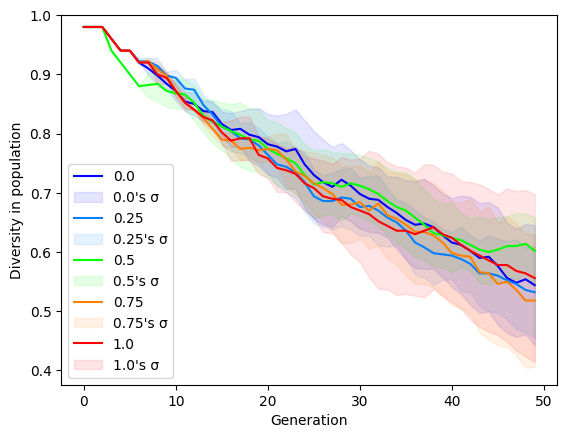 1.0
0.9
0.8
0.7
0.6
0.5
0.4
Diversity in population
0.0
0.0's σ
0.25
0.25's σ
0.5
0.5's σ
0.75
0.75's σ
1.0
1.0's σ
0
10
20
30
40
50
Generation